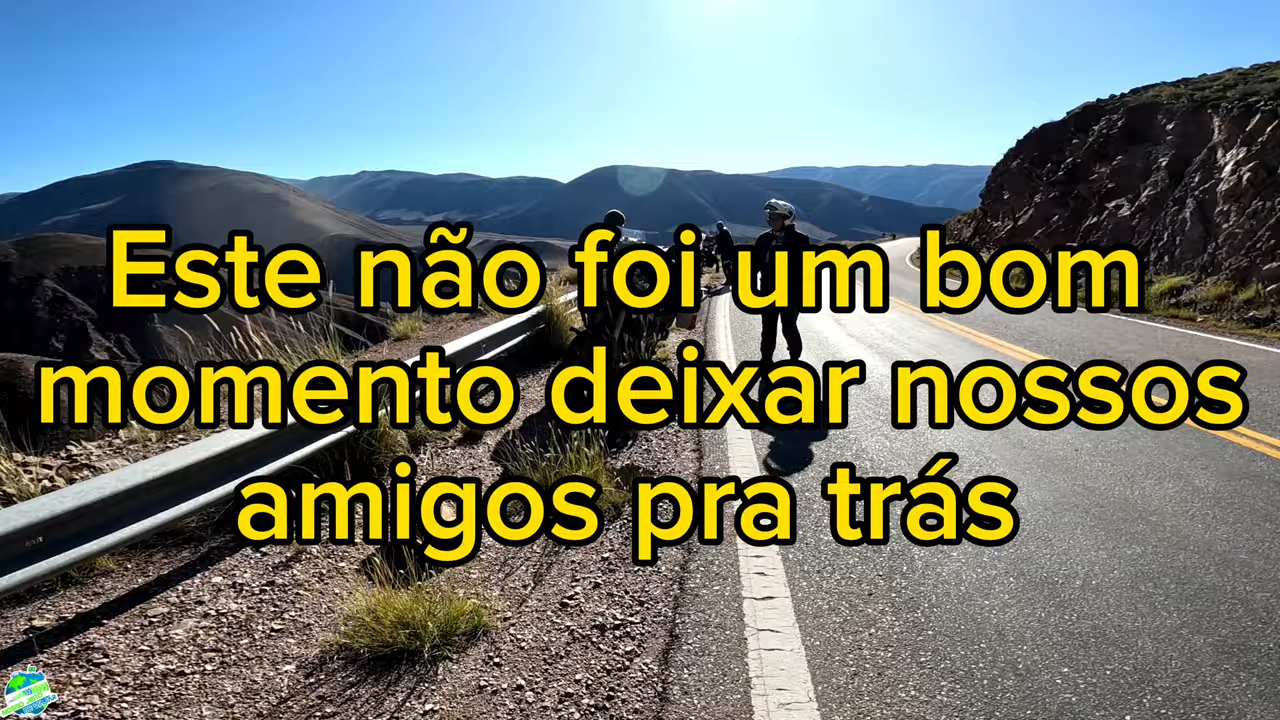 Este não foi um bom
momento deixar nossos
amigos pra trás